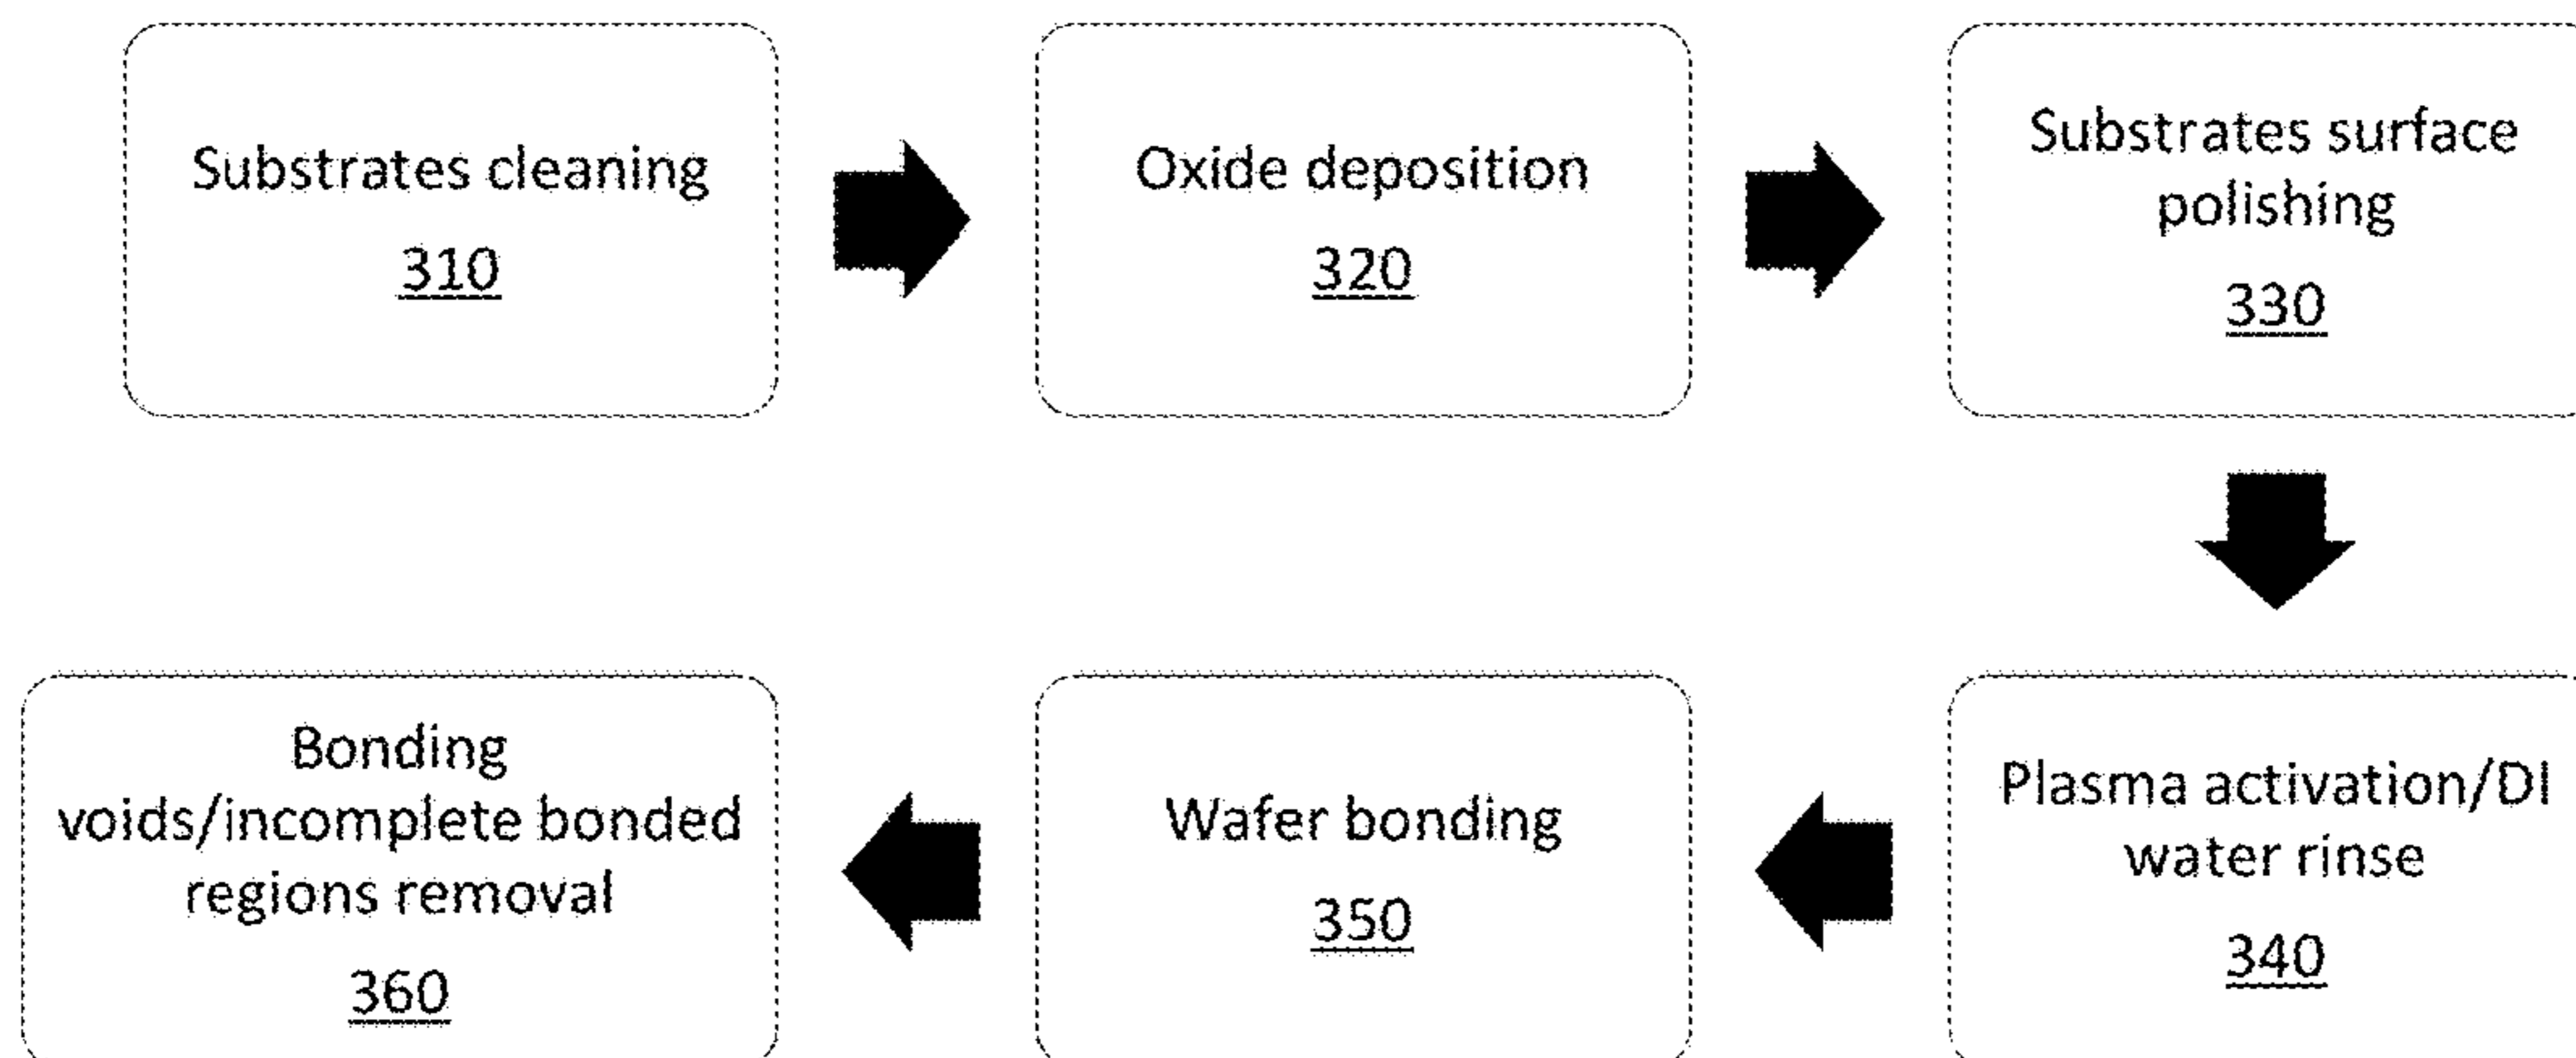 Substrates cleaning
310
Oxide deposition
320
Substrates surface
polishing
330
Plasma activation/DI
water rinse
340
Wafer bonding
350
Bonding
voids/incomplete bonded
regions removal
360